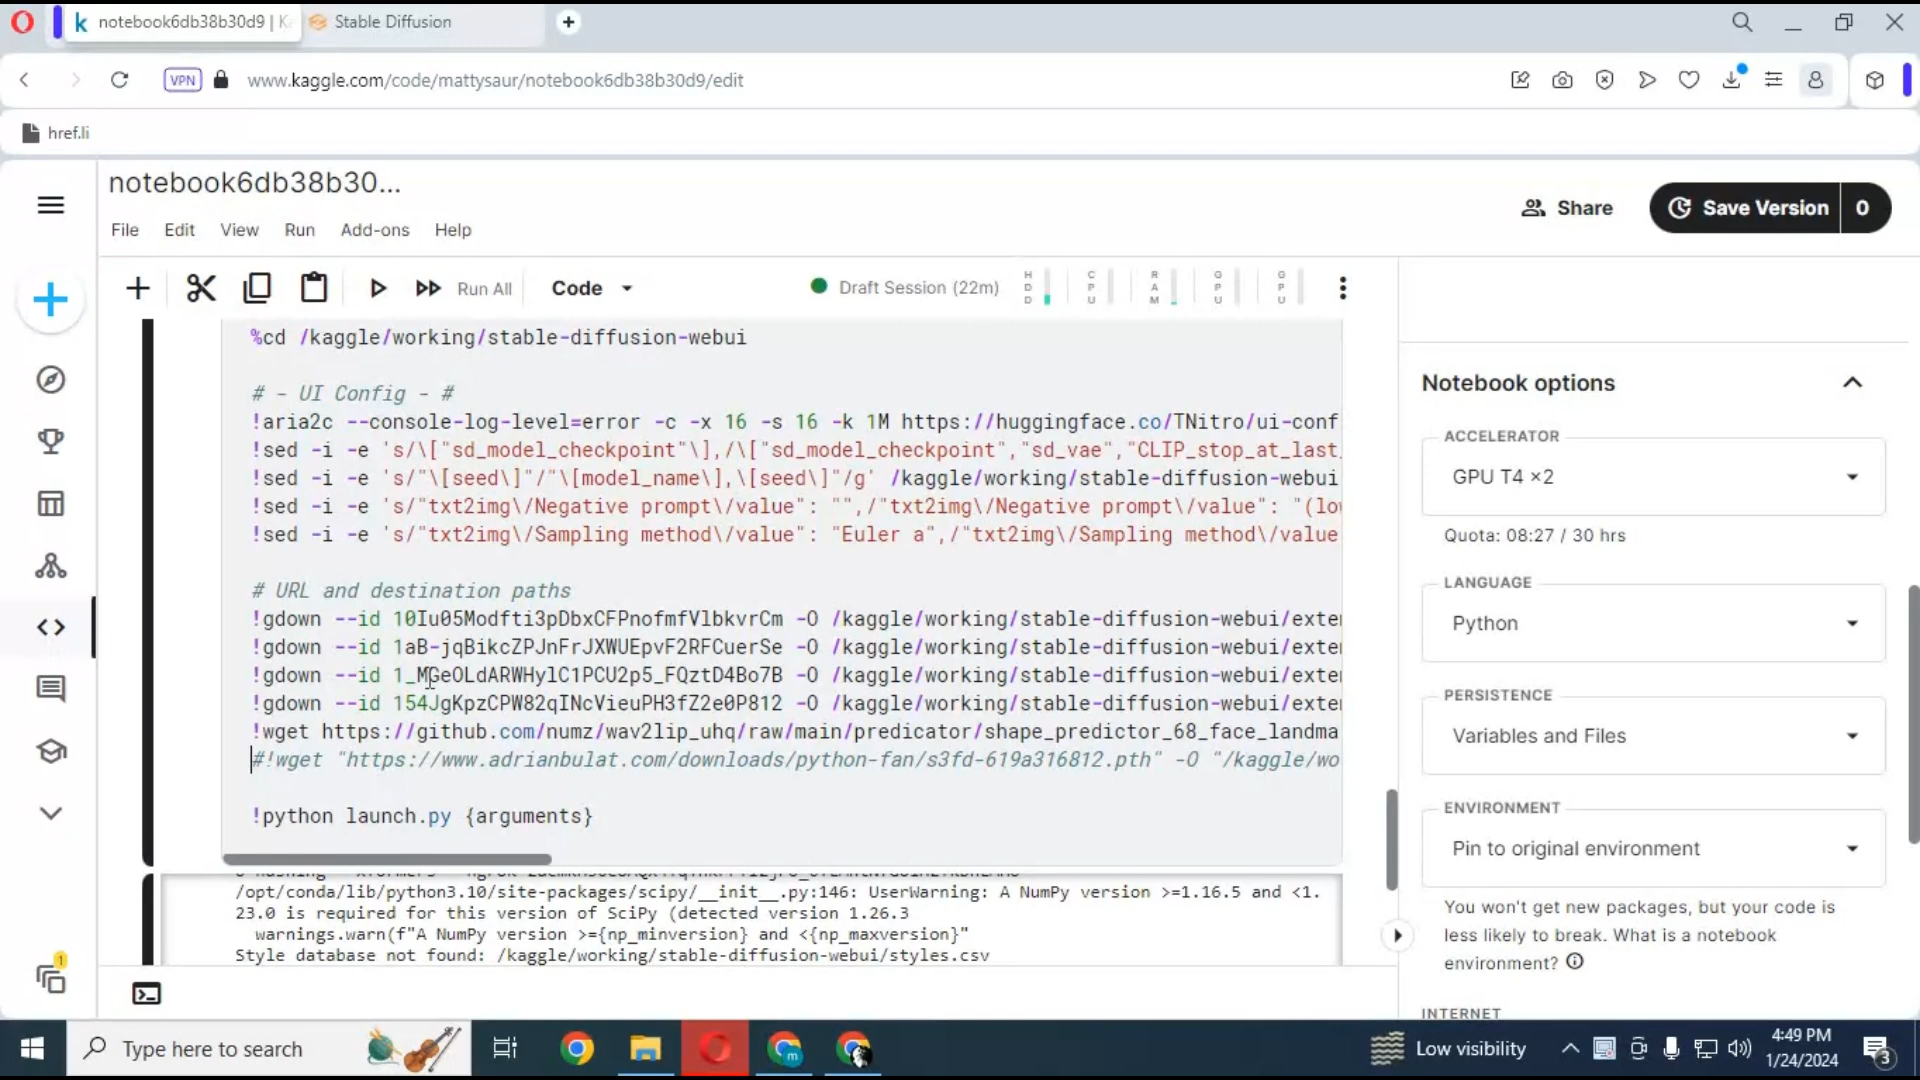 notebook6db38b30d9 | Ka
Stable Diffusion
VPN
www.kaggle.com/code/mattysaur/notebook6db38b30d9/edit
href.li
notebook6db38b30...
File Edit View Run Add-ons Help
Share
Save Version 0
Run All
Code
Draft Session (22m)
HDD
CPU
RAM
GPU
GPU
%cd /kaggle/working/stable-diffusion-webui
# - UI Config - #
!aria2c --console-log-level=error -c -x 16 -s 16 -k 1M https://huggingface.co/TNitro/ui-conf
!sed -i -e 's/\["sd_model_checkpoint"\],/\["sd_model_checkpoint","sd_vae","CLIP_stop_at_last_
!sed -i -e 's/"\[seed\]"/"\[model_name\],\[seed\]"/g' /kaggle/working/stable-diffusion-webui
!sed -i -e 's/"txt2img\/Negative prompt\/value": "",/"txt2img\/Negative prompt\/value": "(lo
!sed -i -e 's/"txt2img\/Sampling method\/value": "Euler a",/"txt2img\/Sampling method\/value
# URL and destination paths
!gdown --id 10Iu05Modfti3pDbxCFPnofmfVlbkvrCm -O /kaggle/working/stable-diffusion-webui/exte
!gdown --id 1aB-jqBikcZPJnFrJXWUEpvF2RFCuerSe -O /kaggle/working/stable-diffusion-webui/exte
!gdown --id 1_MGeOLdARWHylC1PCU2p5_FQztD4Bo7B -O /kaggle/working/stable-diffusion-webui/exte
!gdown --id 154JgKpzCPW82qINcVieuPH3fZ2e0P812 -O /kaggle/working/stable-diffusion-webui/exte
!wget https://github.com/numz/wav2lip_uhq/raw/main/predicator/shape_predictor_68_face_landma
#!wget "https://www.adrianbulat.com/downloads/python-fan/s3fd-619a316812.pth" -O "/kaggle/wo
!python launch.py {arguments}
/opt/conda/lib/python3.10/site-packages/scipy/__init__.py:146: UserWarning: A NumPy version >=1.16.5 and <1.
23.0 is required for this version of SciPy (detected version 1.26.3
warnings.warn(f"A NumPy version >={np_minversion} and <{np_maxversion}"
Style database not found: /kaggle/working/stable-diffusion-webui/styles.csv
Notebook options
ACCELERATOR
GPU T4 ×2
Quota: 08:27 / 30 hrs
LANGUAGE
Python
PERSISTENCE
Variables and Files
ENVIRONMENT
Pin to original environment
You won't get new packages, but your code is
less likely to break. What is a notebook
environment?
INTERNET
1
Type here to search
m
Low visibility
4:49 PM
1/24/2024
3